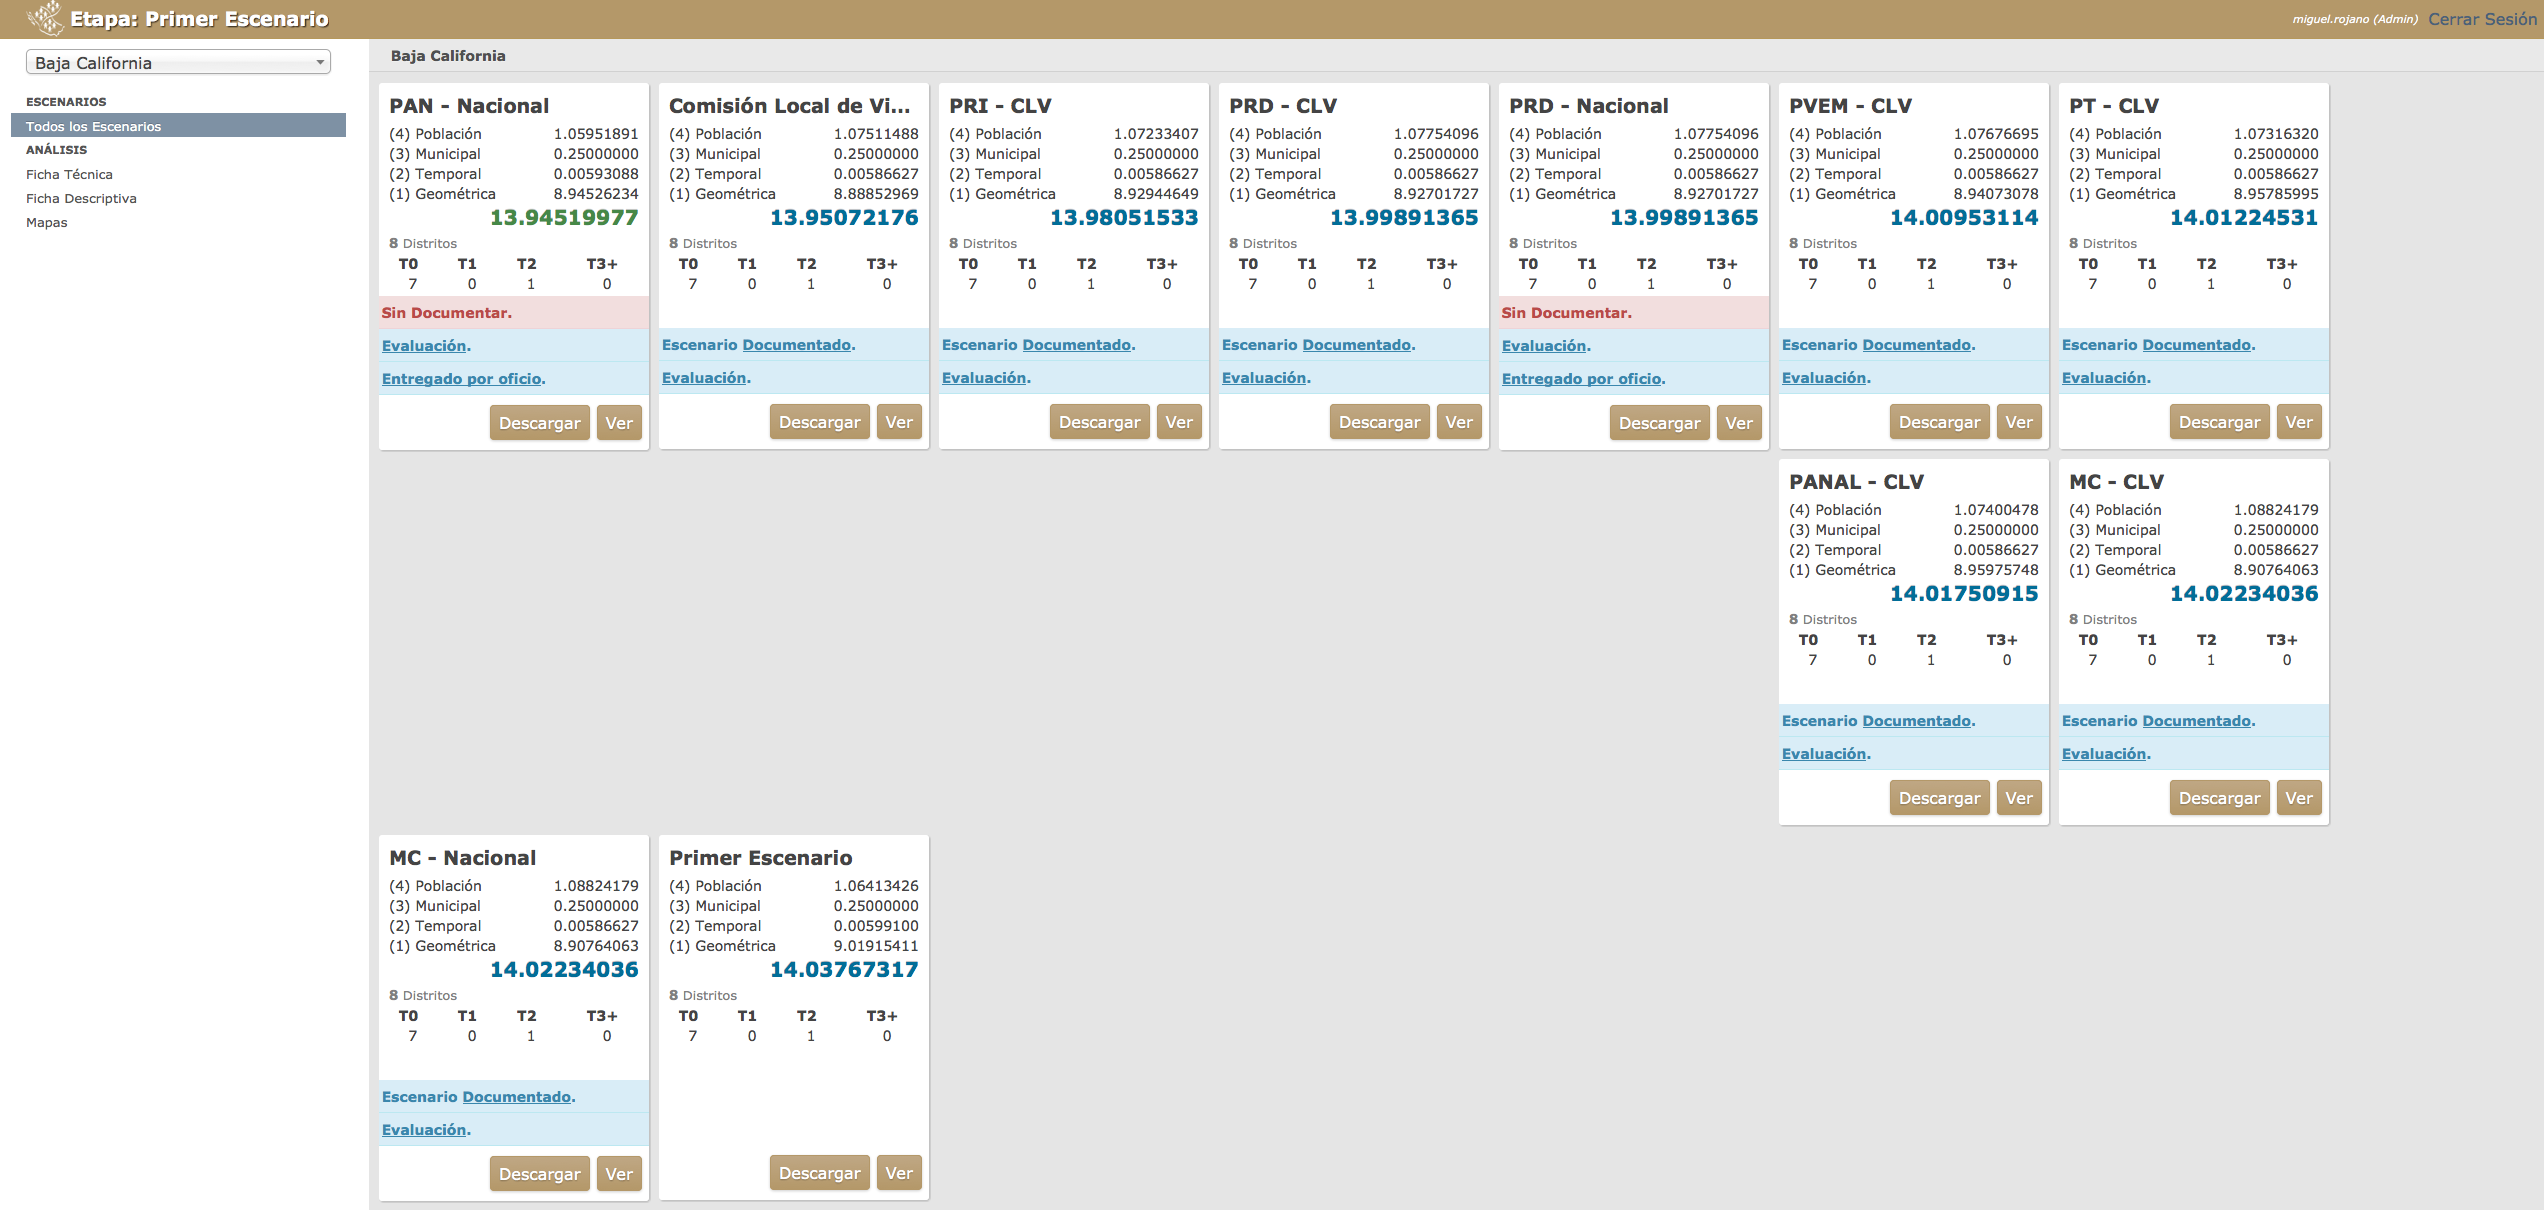 Etapa: Primer Escenario
miguel.rojano (Admin) Cerrar Sesión
Baja California
ESCENARIOS
Todos los Escenarios
ANÁLISIS
Ficha Técnica
Ficha Descriptiva
Mapas
Baja California
PAN - Nacional
(4) Población 1.05951891
(3) Municipal 0.25000000
(2) Temporal 0.00593088
(1) Geométrica 8.94526234
13.94519977
8 Distritos
T0 T1 T2 T3+
7 0 1 0
Sin Documentar.
Evaluación.
Entregado por oficio.
Descargar Ver
Comisión Local de Vi...
(4) Población 1.07511488
(3) Municipal 0.25000000
(2) Temporal 0.00586627
(1) Geométrica 8.88852969
13.95072176
8 Distritos
T0 T1 T2 T3+
7 0 1 0
Escenario Documentado.
Evaluación.
Descargar Ver
PRI - CLV
(4) Población 1.07233407
(3) Municipal 0.25000000
(2) Temporal 0.00586627
(1) Geométrica 8.92944649
13.98051533
8 Distritos
T0 T1 T2 T3+
7 0 1 0
Escenario Documentado.
Evaluación.
Descargar Ver
PRD - CLV
(4) Población 1.07754096
(3) Municipal 0.25000000
(2) Temporal 0.00586627
(1) Geométrica 8.92701727
13.99891365
8 Distritos
T0 T1 T2 T3+
7 0 1 0
Escenario Documentado.
Evaluación.
Descargar Ver
PRD - Nacional
(4) Población 1.07754096
(3) Municipal 0.25000000
(2) Temporal 0.00586627
(1) Geométrica 8.92701727
13.99891365
8 Distritos
T0 T1 T2 T3+
7 0 1 0
Sin Documentar.
Evaluación.
Entregado por oficio.
Descargar Ver
PVEM - CLV
(4) Población 1.07676695
(3) Municipal 0.25000000
(2) Temporal 0.00586627
(1) Geométrica 8.94073078
14.00953114
8 Distritos
T0 T1 T2 T3+
7 0 1 0
Escenario Documentado.
Evaluación.
Descargar Ver
PT - CLV
(4) Población 1.07316320
(3) Municipal 0.25000000
(2) Temporal 0.00586627
(1) Geométrica 8.95785995
14.01224531
8 Distritos
T0 T1 T2 T3+
7 0 1 0
Escenario Documentado.
Evaluación.
Descargar Ver
PANAL - CLV
(4) Población 1.07400478
(3) Municipal 0.25000000
(2) Temporal 0.00586627
(1) Geométrica 8.95975748
14.01750915
8 Distritos
T0 T1 T2 T3+
7 0 1 0
Escenario Documentado.
Evaluación.
Descargar Ver
MC - CLV
(4) Población 1.08824179
(3) Municipal 0.25000000
(2) Temporal 0.00586627
(1) Geométrica 8.90764063
14.02234036
8 Distritos
T0 T1 T2 T3+
7 0 1 0
Escenario Documentado.
Evaluación.
Descargar Ver
MC - Nacional
(4) Población 1.08824179
(3) Municipal 0.25000000
(2) Temporal 0.00586627
(1) Geométrica 8.90764063
14.02234036
8 Distritos
T0 T1 T2 T3+
7 0 1 0
Escenario Documentado.
Evaluación.
Descargar Ver
Primer Escenario
(4) Población 1.06413426
(3) Municipal 0.25000000
(2) Temporal 0.00599100
(1) Geométrica 9.01915411
14.03767317
8 Distritos
T0 T1 T2 T3+
7 0 1 0
Descargar Ver